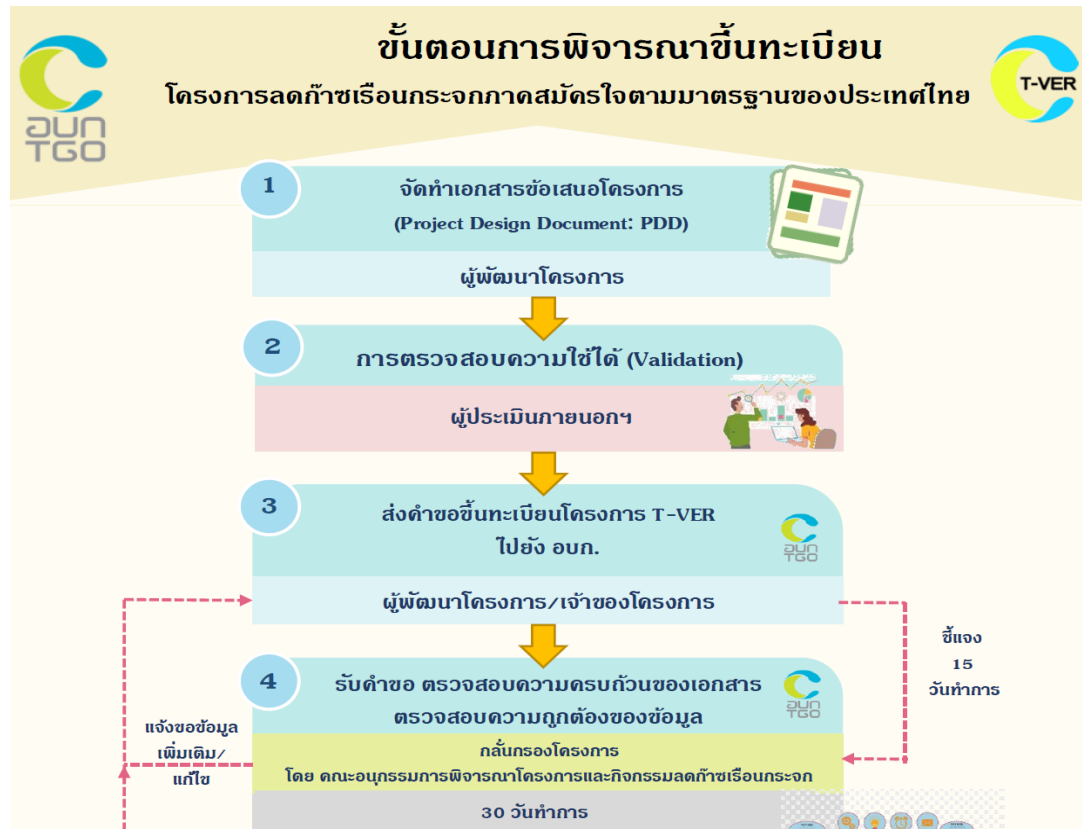 ขั้นตอนการพิจารณาขึ้นทะเบียน
โครงการลดก๊าซเรือนกระจกภาคสมัครใจตามมาตรฐานของประเทศไทย
อบก
TGO
T-VER
1
จัดทำเอกสารข้อเสนอโครงการ
(Project Design Document: PDD)
ผู้พัฒนาโครงการ
2
การตรวจสอบความใช้ได้ (Validation)
ผู้ประเมินภายนอกฯ
3
ส่งคำขอขึ้นทะเบียนโครงการ T-VER
ไปยัง อบก.
อบก
TGO
ผู้พัฒนาโครงการ/เจ้าของโครงการ
ชี้แจง
15
วันทำการ
4
รับคำขอ ตรวจสอบความครบถ้วนของเอกสาร
ตรวจสอบความถูกต้องของข้อมูล
อบก
TGO
แจ้งขอข้อมูล
เพิ่มเติม/
แก้ไข
กลั่นกรองโครงการ
โดย คณะอนุกรรมการพิจารณาโครงการและกิจกรรมลดก๊าซเรือนกระจก
30 วันทำการ